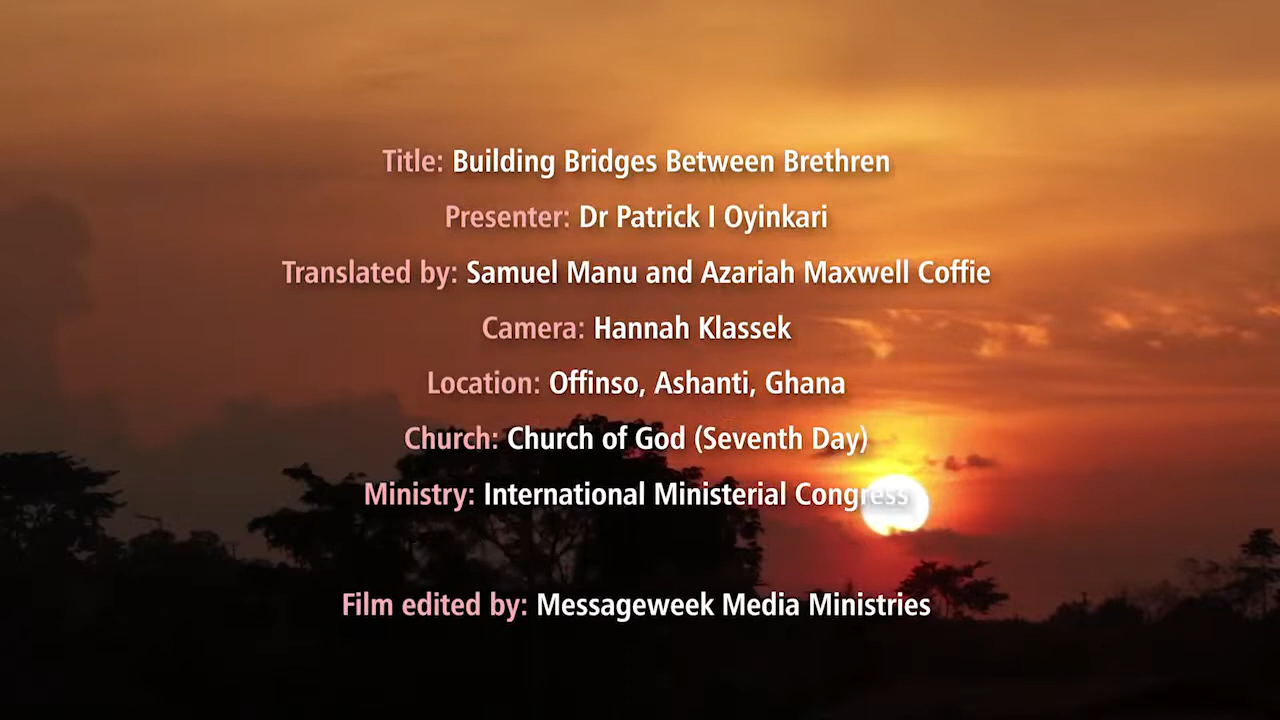 Title: Building Bridges Between Brethren
Presenter: Dr Patrick I Oyinkari
Translated by: Samuel Manu and Azariah Maxwell Coffie
Camera: Hannah Klassek
Location: Offinso, Ashanti, Ghana
Church: Church of God (Seventh Day)
Ministry: International Ministerial Congress
Film edited by: Messageweek Media Ministries